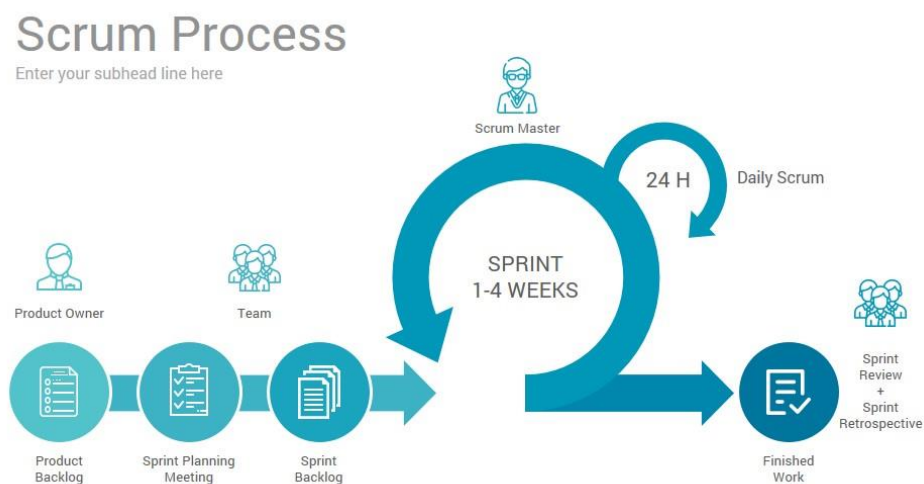 Scrum Process
Enter your subhead line here
Scrum Master
24 H
Daily Scrum
SPRINT
1-4 WEEKS
Product Owner
Team
Product
Backlog
Sprint Planning
Meeting
Sprint
Backlog
Finished
Work
Sprint
Review
+
Sprint
Retrospective